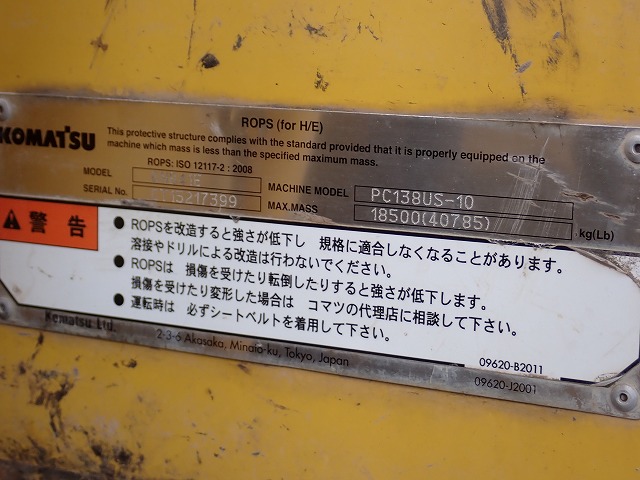 KOMATSU
ROPS (for H/E)
This protective structure complies with the standard provided that it is properly equipped on the
machine which mass is less than the specified maximum mass.
ROPS: ISO 12117-2 : 2008
MODEL
MACHINE MODEL PC138US-10
SERIAL No.
MAX.MASS 18500(40785) kg(Lb)
警告
● ROPSを改造すると強さが低下し 規格に適合しなくなることがあります。
溶接やドリルによる改造は行わないでください。
● ROPSは 損傷を受けたり転倒したりすると強さが低下します。
損傷を受けたり変形した場合は コマツの代理店に相談して下さい。
● 運転時は 必ずシートベルトを着用して下さい。
09620-B2011
Komatsu Ltd.
2-3-6 Akasaka, Minato-ku, Tokyo, Japan
09620-J2001